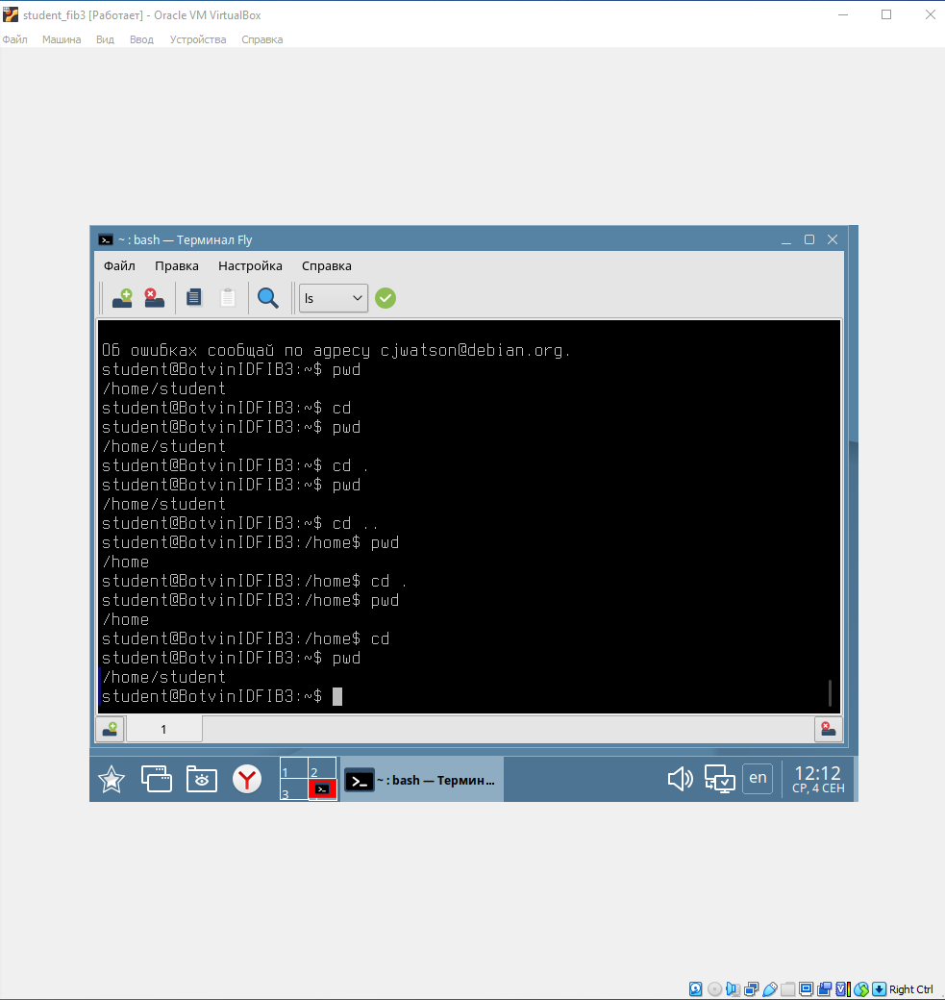 student_fib3 [Работает] - Oracle VM VirtualBox
Файл Машина Вид Ввод Устройства Справка
~ : bash — Терминал Fly
Файл Правка Настройка Справка
ls
Об ошибках сообщай по адресу cjwatson@debian.org.
student@BotvinIDFIB3:~$ pwd
/home/student
student@BotvinIDFIB3:~$ cd
student@BotvinIDFIB3:~$ pwd
/home/student
student@BotvinIDFIB3:~$ cd .
student@BotvinIDFIB3:~$ pwd
/home/student
student@BotvinIDFIB3:~$ cd ..
student@BotvinIDFIB3:/home$ pwd
/home
student@BotvinIDFIB3:/home$ cd .
student@BotvinIDFIB3:/home$ pwd
/home
student@BotvinIDFIB3:/home$ cd
student@BotvinIDFIB3:~$ pwd
/home/student
student@BotvinIDFIB3:~$
1
1 2
3
~ : bash — Термин...
en
12:12
СР, 4 СЕН
Right Ctrl